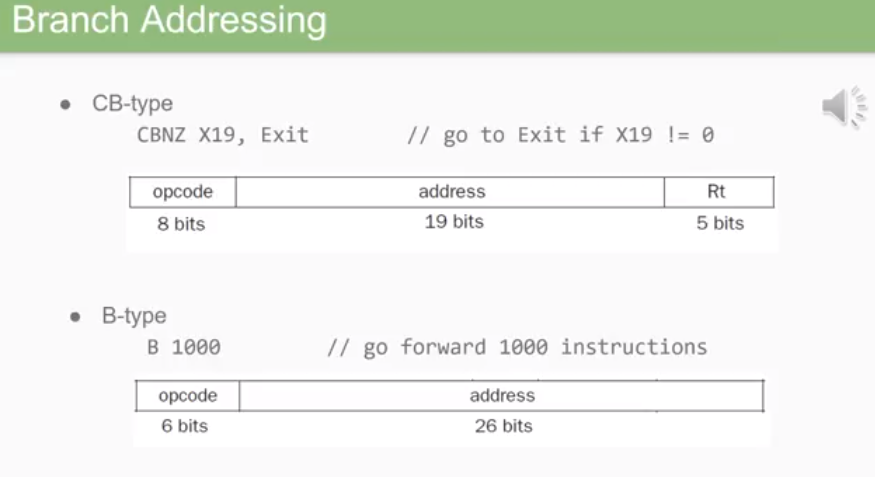 Branch Addressing
• CB-type
CBNZ X19, Exit // go to Exit if X19 != 0
opcode address Rt
8 bits 19 bits 5 bits
• B-type
B 1000 // go forward 1000 instructions
opcode address
6 bits 26 bits